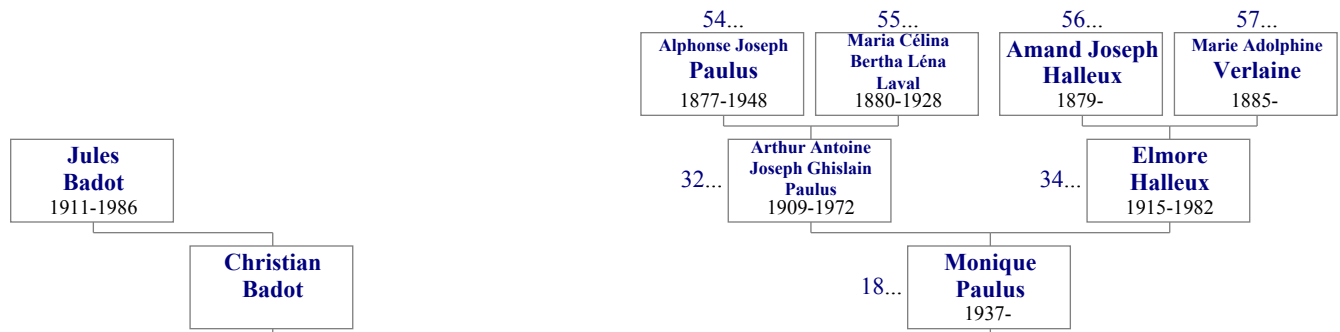 54...
55...
56...
57...
Alphonse Joseph
Paulus
1877-1948
Maria Célina
Bertha Léna
Laval
1880-1928
Amand Joseph
Halleux
1879-
Marie Adolphine
Verlaine
1885-
Jules
Badot
1911-1986
32...
Arthur Antoine
Joseph Ghislain
Paulus
1909-1972
34...
Elmore
Halleux
1915-1982
Christian
Badot
18...
Monique
Paulus
1937-